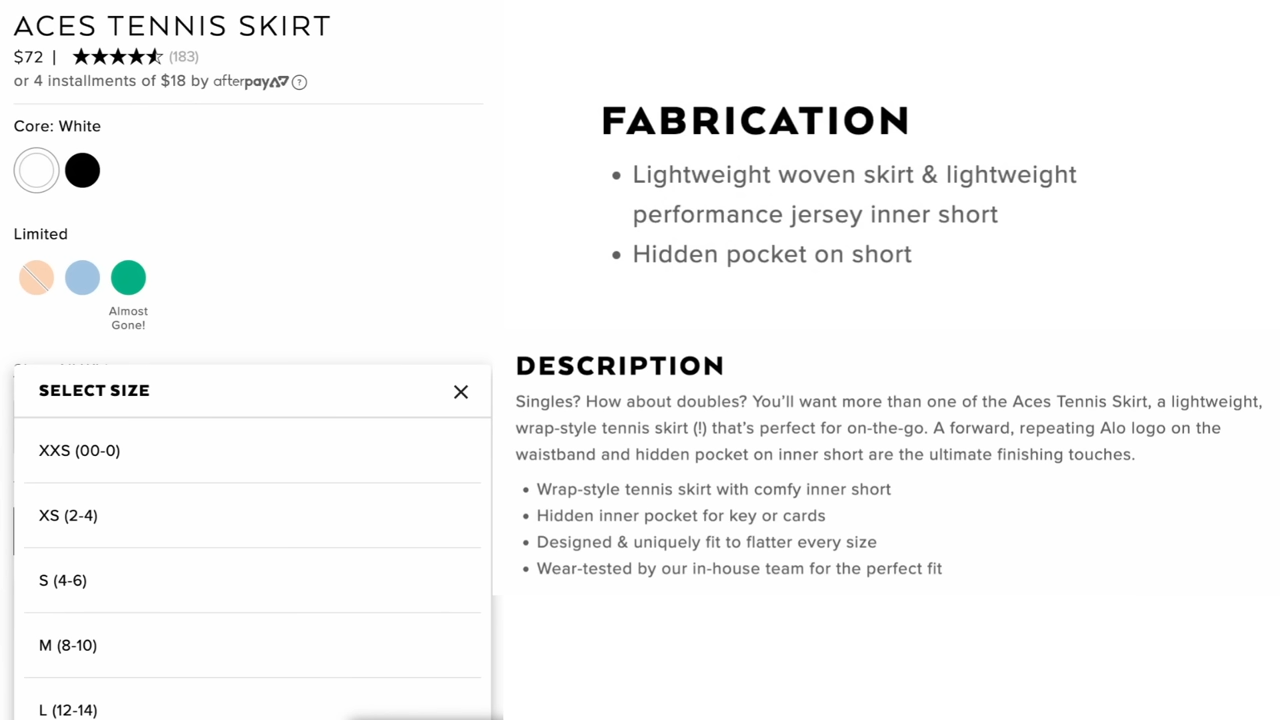 ACES TENNIS SKIRT
$72 | (183)
or 4 installments of $18 by afterpay ?
Core: White
Limited
Almost
Gone!
SELECT SIZE
XXS (00-0)
XS (2-4)
S (4-6)
M (8-10)
L (12-14)
FABRICATION
• Lightweight woven skirt & lightweight
performance jersey inner short
• Hidden pocket on short
DESCRIPTION
Singles? How about doubles? You'll want more than one of the Aces Tennis Skirt, a lightweight,
wrap-style tennis skirt (!) that's perfect for on-the-go. A forward, repeating Alo logo on the
waistband and hidden pocket on inner short are the ultimate finishing touches.
• Wrap-style tennis skirt with comfy inner short
• Hidden inner pocket for key or cards
• Designed & uniquely fit to flatter every size
• Wear-tested by our in-house team for the perfect fit